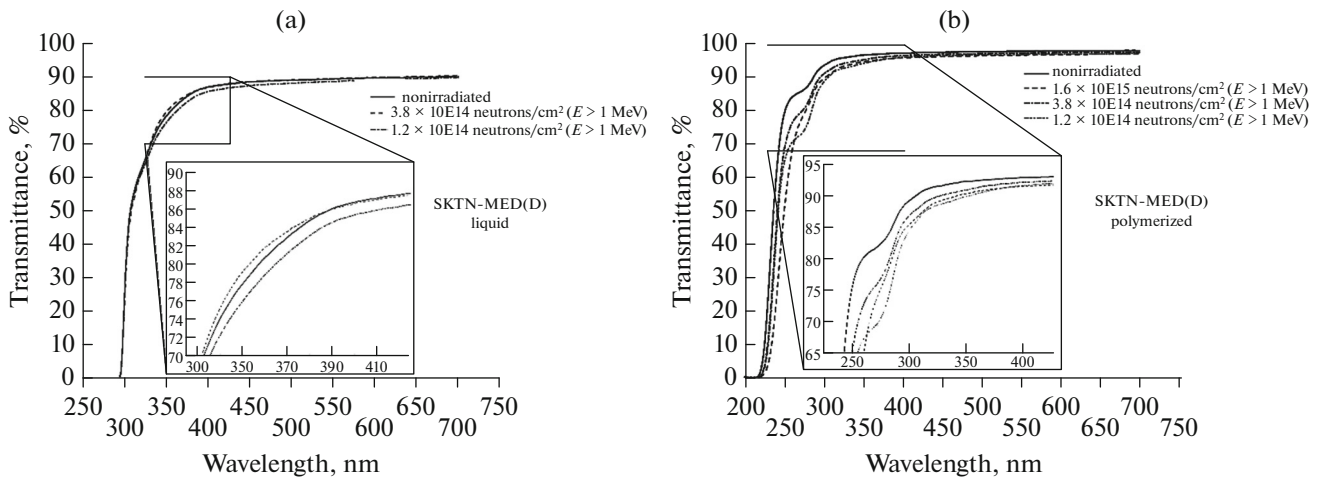 (a)
100
90
80
70
60
50
40
30
20
10
0
Transmittance, %
nonirradiated
3.8 × 10E14 neutrons/cm² (E > 1 MeV)
1.2 × 10E14 neutrons/cm² (E > 1 MeV)
SKTN-MED(D)
liquid
90
88
86
84
82
80
78
76
74
72
70
300 330 350 370 390 410
250 350 450 550 650 750
300 400 500 600 700
Wavelength, nm
(b)
100
90
80
70
60
50
40
30
20
10
0
Transmittance, %
nonirradiated
1.6 × 10E15 neutrons/cm² (E > 1 MeV)
3.8 × 10E14 neutrons/cm² (E > 1 MeV)
1.2 × 10E14 neutrons/cm² (E > 1 MeV)
SKTN-MED(D)
polymerized
95
90
85
80
75
70
65
250 300 350 400
250 350 450 550 650 750
200 300 400 500 600 700
Wavelength, nm